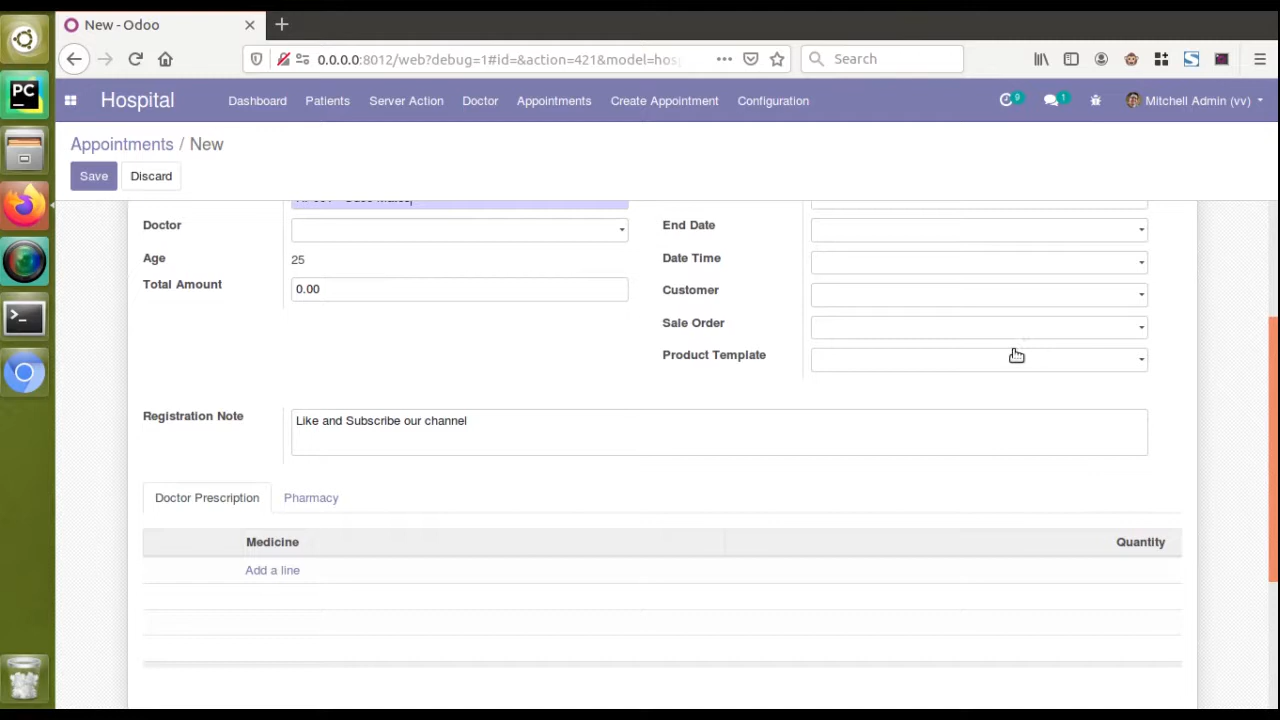 New - Odoo
0.0.0.0:8012/web?debug=1#id=&action=421&model=hos
Search
PC
Hospital
Dashboard
Patients
Server Action
Doctor
Appointments
Create Appointment
Configuration
9
1
Mitchell Admin (vv)
Appointments / New
Save
Discard
Doctor
End Date
Age
25
Date Time
Total Amount
0.00
Customer
Sale Order
Product Template
Registration Note
Like and Subscribe our channel
Doctor Prescription
Pharmacy
Medicine
Quantity
Add a line